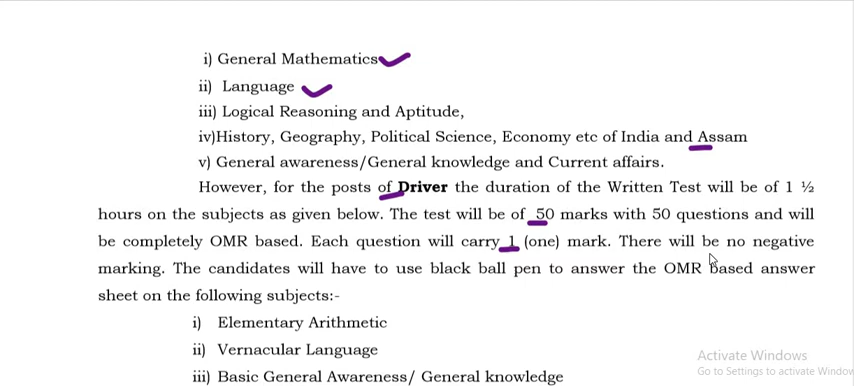 i) General Mathematics
ii) Language
iii) Logical Reasoning and Aptitude,
iv)History, Geography, Political Science, Economy etc of India and Assam
v) General awareness/General knowledge and Current affairs.
However, for the posts of Driver the duration of the Written Test will be of 1 ½
hours on the subjects as given below. The test will be of 50 marks with 50 questions and will
be completely OMR based. Each question will carry 1 (one) mark. There will be no negative
marking. The candidates will have to use black ball pen to answer the OMR based answer
sheet on the following subjects:-
i) Elementary Arithmetic
ii) Vernacular Language
iii) Basic General Awareness/ General knowledge
Activate Windows
Go to Settings to activate Window